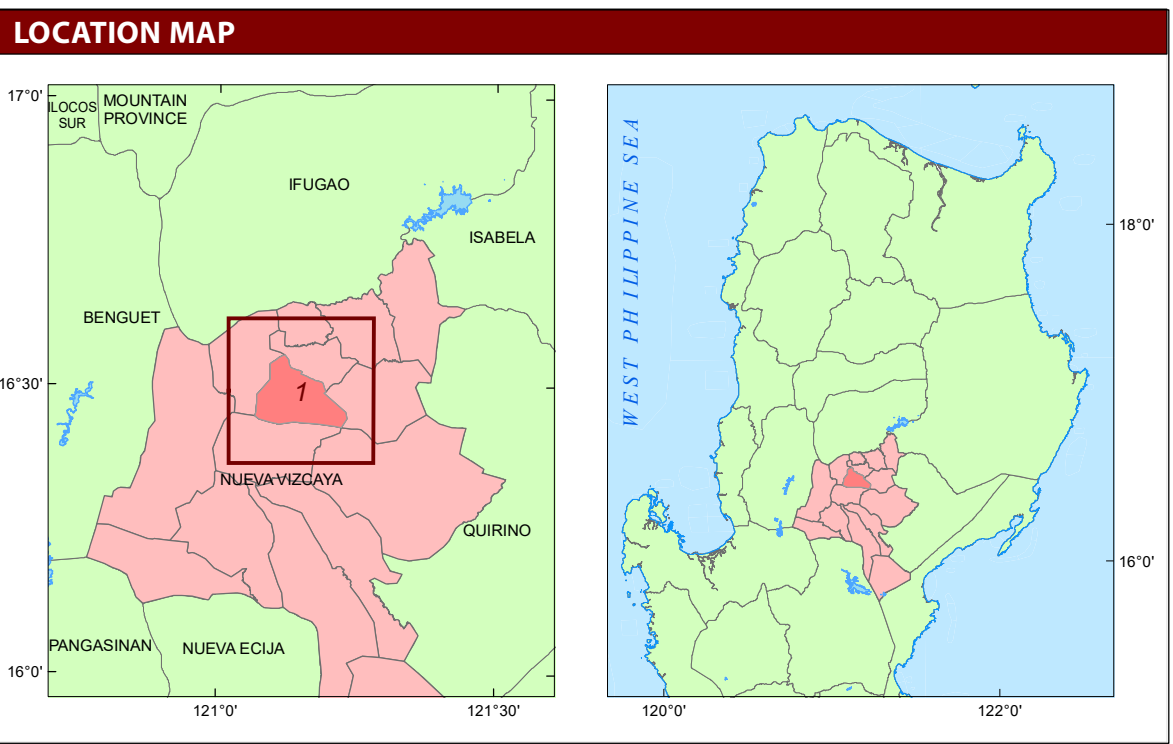 LOCATION MAP
17°0'
ILOCOS
SUR
MOUNTAIN
PROVINCE
IFUGAO
ISABELA
BENGUET
16°30'
1
NUEVA VIZCAYA
QUIRINO
PANGASINAN
NUEVA ECIJA
16°0'
121°0'
121°30'
WEST PHILIPPINE SEA
18°0'
16°0'
120°0'
122°0'